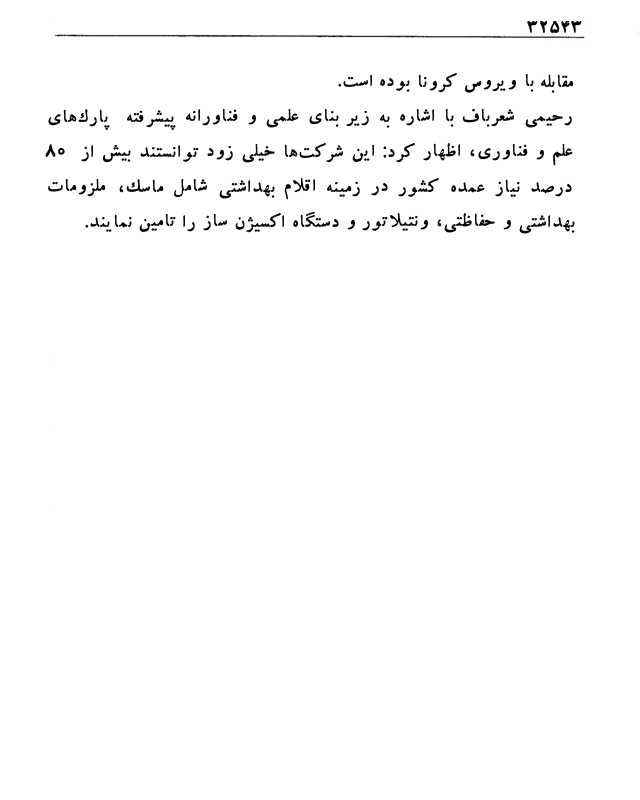 ۳۲۵۴۳
مقابله با ویروس کرونا بوده است.
رحیمی شعرباف با اشاره به زیر بنای علمی و فناورانه پیشرفته پارك‌های
علم و فناوری، اظهار کرد: این شرکت‌ها خیلی زود توانستند بیش از ۸۰
درصد نیاز عمده کشور در زمینه اقلام بهداشتی شامل ماسك، ملزومات
بهداشتی و حفاظتی، ونتیلاتور و دستگاه اکسیژن ساز را تامین نمایند.